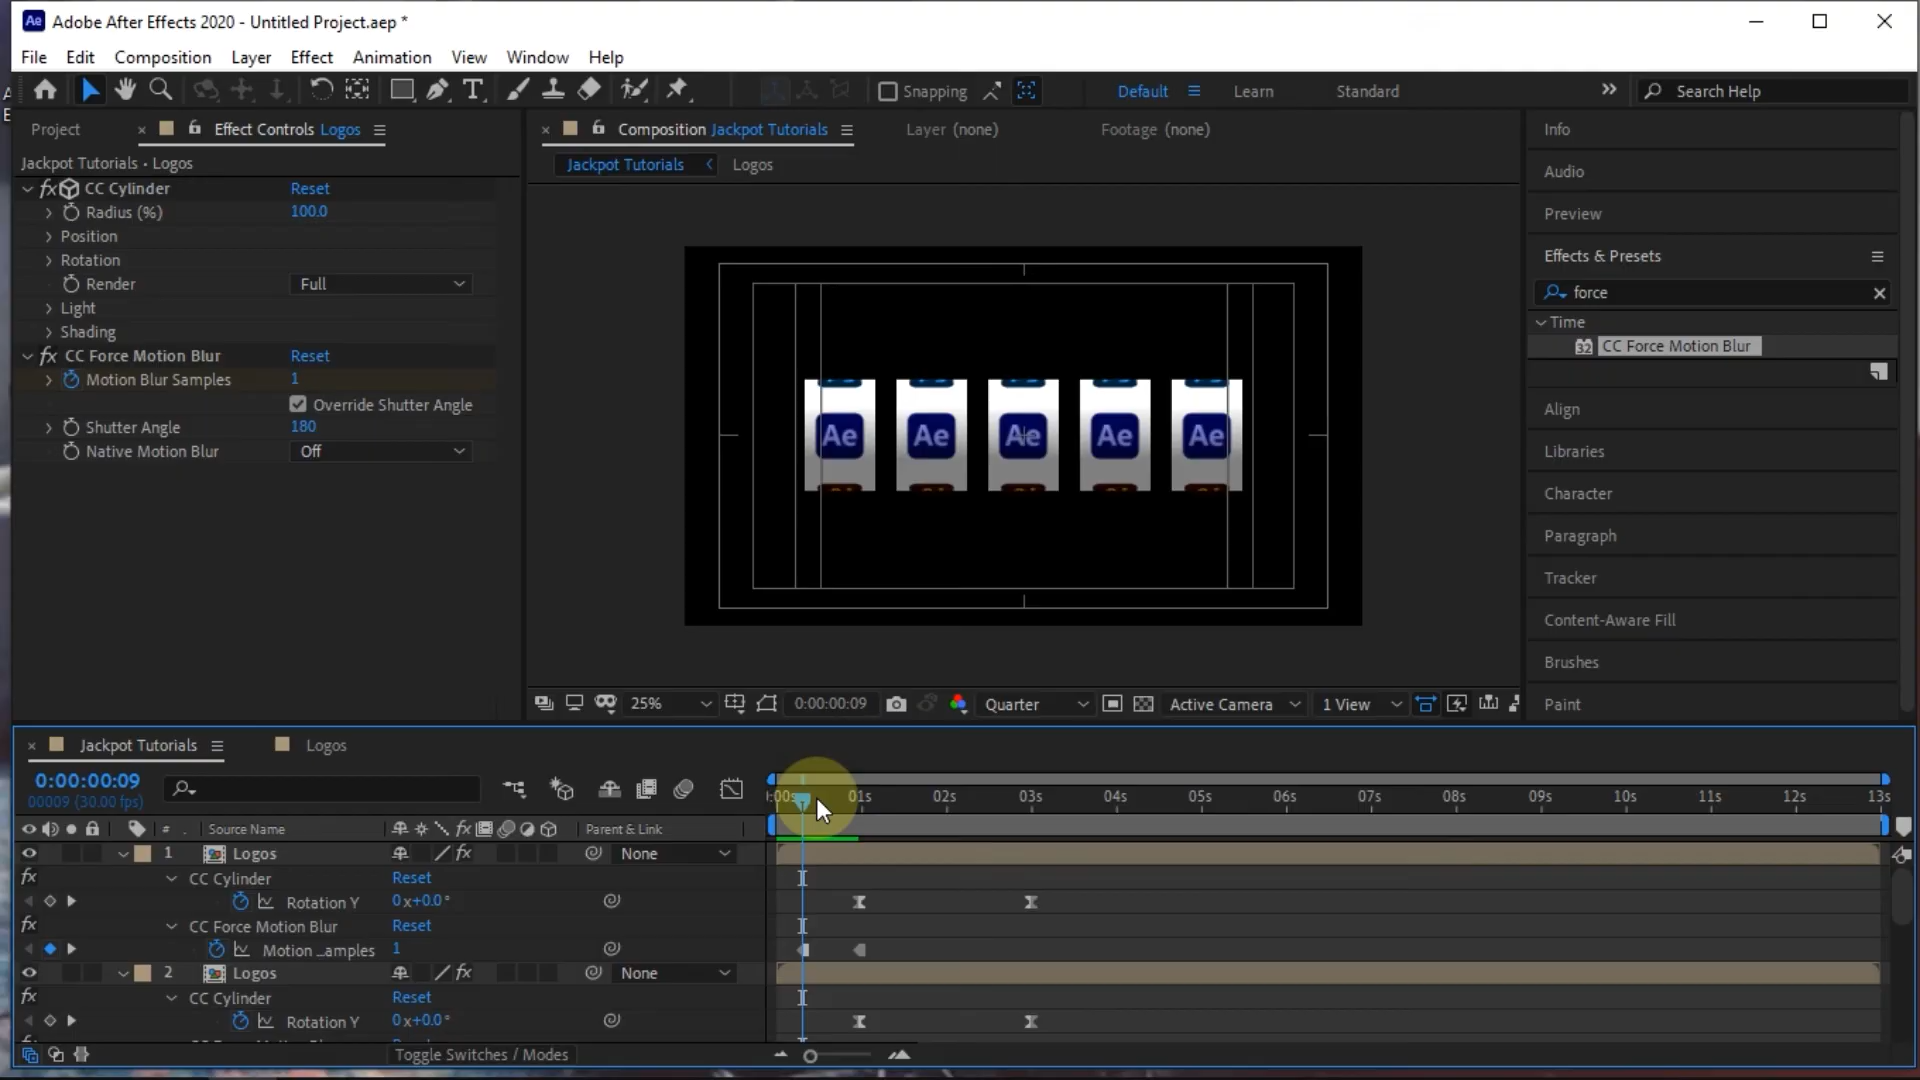 Adobe After Effects 2020 - Untitled Project.aep *
File Edit Composition Layer Effect Animation View Window Help
Snapping Default Learn Standard Search Help
Project Effect Controls Logos
Composition Jackpot Tutorials Layer (none) Footage (none)
Jackpot Tutorials • Logos
Jackpot Tutorials Logos
CC Cylinder Reset
Radius (%) 100.0
Position
Rotation
Render Full
Light
Shading
CC Force Motion Blur Reset
Motion Blur Samples 1
Override Shutter Angle
Shutter Angle 180
Native Motion Blur Off
Ae Ae Ae Ae Ae
25% 0:00:00:09 Quarter Active Camera 1 View
Info
Audio
Preview
Effects & Presets
force
Time
32 CC Force Motion Blur
Align
Libraries
Character
Paragraph
Tracker
Content-Aware Fill
Brushes
Paint
Jackpot Tutorials Logos
0:00:00:09
00009 (30.00 fps)
:00s 01s 02s 03s 04s 05s 06s 07s 08s 09s 10s 11s 12s 13s
# Source Name Parent & Link
1 Logos None
CC Cylinder Reset
Rotation Y 0x+0.0°
CC Force Motion Blur Reset
Motion ...amples 1
2 Logos None
CC Cylinder Reset
Rotation Y 0x+0.0°
Toggle Switches / Modes